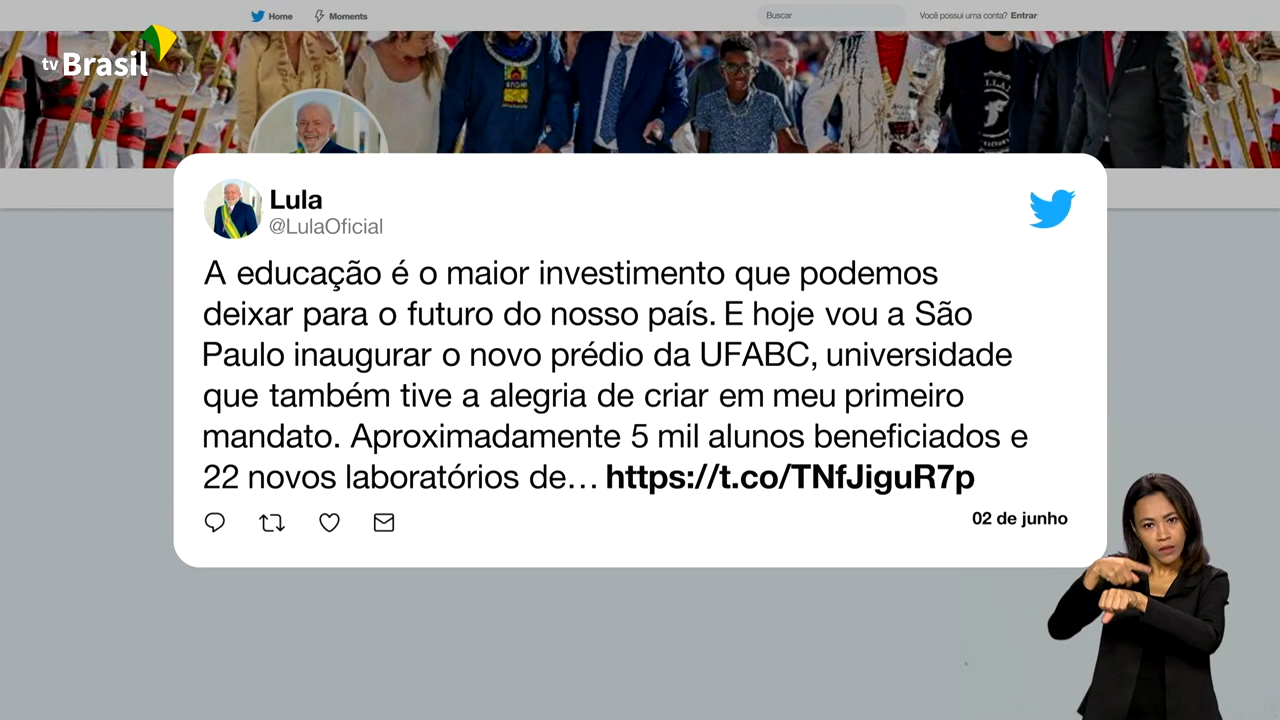 Home
Moments
Buscar
Você possui uma conta? Entrar
tv Brasil
Lula
@LulaOficial
A educação é o maior investimento que podemos
deixar para o futuro do nosso país. E hoje vou a São
Paulo inaugurar o novo prédio da UFABC, universidade
que também tive a alegria de criar em meu primeiro
mandato. Aproximadamente 5 mil alunos beneficiados e
22 novos laboratórios de… https://t.co/TNfJiguR7p
02 de junho